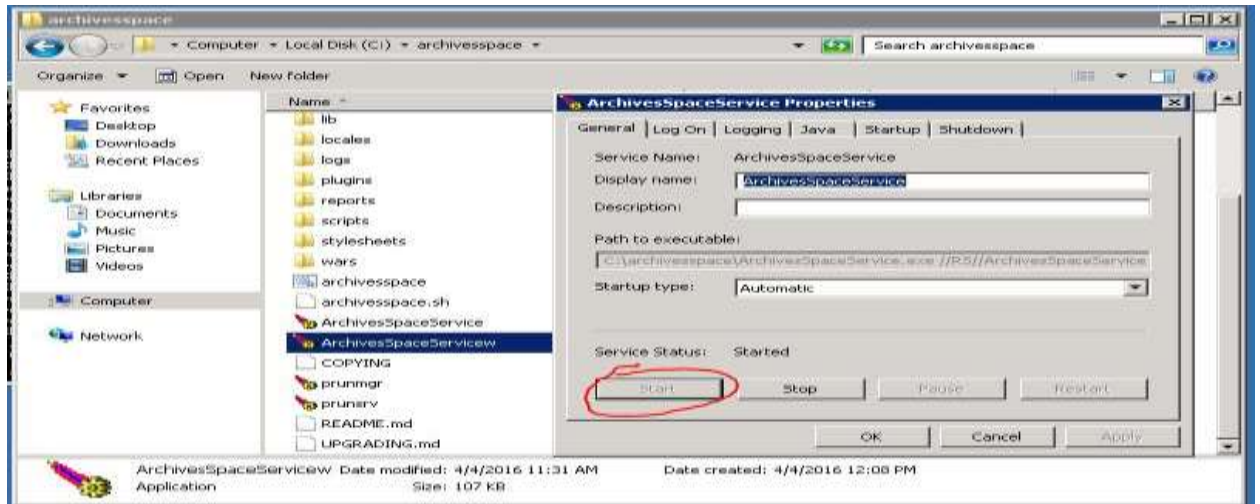 archivesspace
Computer Local Disk (C:) archivesspace
Search archivesspace
Organize Open New folder
Favorites
Desktop
Downloads
Recent Places
Libraries
Documents
Music
Pictures
Videos
Computer
Network
Name
lib
locales
logs
plugins
reports
scripts
stylesheets
wars
archivesspace
archivesspace.sh
ArchivesSpaceService
ArchivesSpaceServicew
COPYING
prunmgr
prunsrv
README.md
UPGRADING.md
ArchivesSpaceService Properties
General Log On Logging Java Startup Shutdown
Service Name: ArchivesSpaceService
Display name: ArchivesSpaceService
Description:
Path to executable:
C:\archivesspace\ArchivesSpaceService.exe //RS//ArchivesSpaceService
Startup type: Automatic
Service Status: Started
Start Stop Pause Restart
OK Cancel Apply
ArchivesSpaceServicew Date modified: 4/4/2016 11:31 AM Date created: 4/4/2016 12:08 PM
Application Size: 107 KB